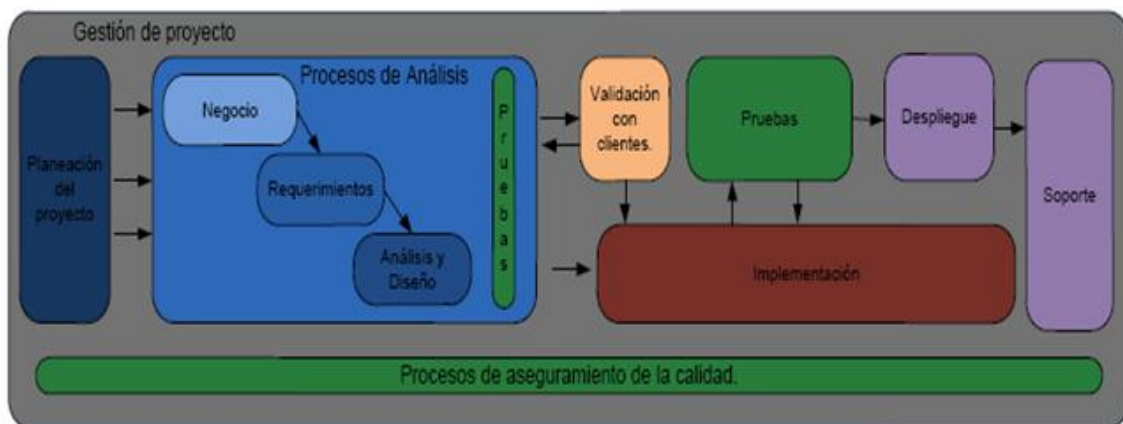 Gestión de proyecto
Planeación
del
proyecto
Procesos de Análisis
Negocio
Requerimientos
Análisis y
Diseño
Pruebas
Validación
con
clientes.
Pruebas
Despliegue
Implementación
Soporte
Procesos de aseguramiento de la calidad.